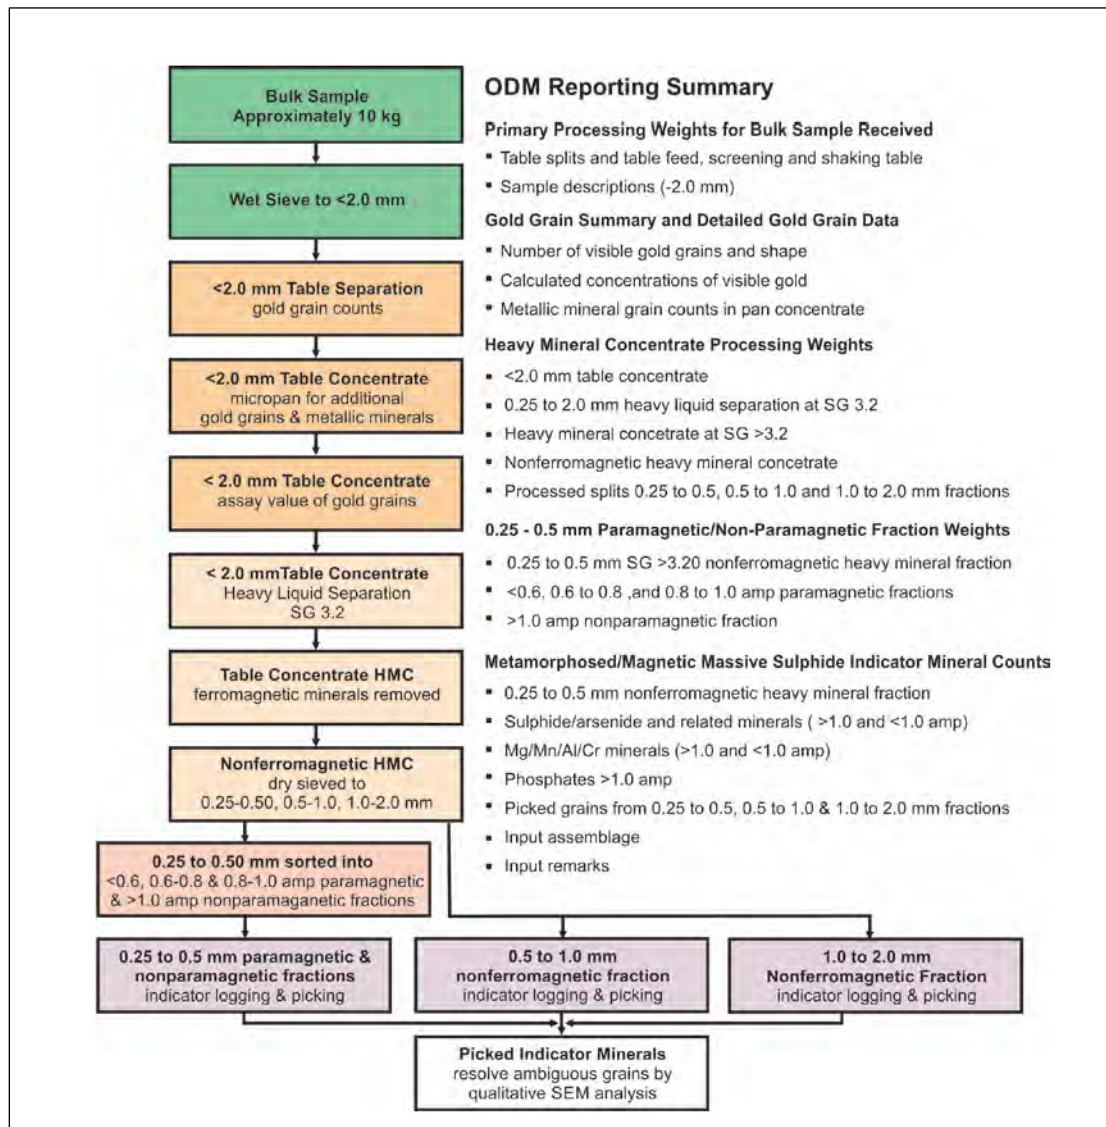 Bulk Sample
Approximately 10 kg
Wet Sieve to <2.0 mm
<2.0 mm Table Separation
gold grain counts
<2.0 mm Table Concentrate
micropan for additional
gold grains & metallic minerals
< 2.0 mm Table Concentrate
assay value of gold grains
< 2.0 mmTable Concentrate
Heavy Liquid Separation
SG 3.2
Table Concentrate HMC
ferromagnetic minerals removed
Nonferromagnetic HMC
dry sieved to
0.25-0.50, 0.5-1.0, 1.0-2.0 mm
0.25 to 0.50 mm sorted into
<0.6, 0.6-0.8 & 0.8-1.0 amp paramagnetic
& >1.0 amp nonparamaganetic fractions
0.25 to 0.5 mm paramagnetic &
nonparamagnetic fractions
indicator logging & picking
0.5 to 1.0 mm
nonferromagnetic fraction
indicator logging & picking
1.0 to 2.0 mm
Nonferromagnetic Fraction
indicator logging & picking
Picked Indicator Minerals
resolve ambiguous grains by
qualitative SEM analysis
ODM Reporting Summary
Primary Processing Weights for Bulk Sample Received
▪ Table splits and table feed, screening and shaking table
▪ Sample descriptions (-2.0 mm)
Gold Grain Summary and Detailed Gold Grain Data
▪ Number of visible gold grains and shape
▪ Calculated concentrations of visible gold
▪ Metallic mineral grain counts in pan concentrate
Heavy Mineral Concentrate Processing Weights
▪ <2.0 mm table concentrate
▪ 0.25 to 2.0 mm heavy liquid separation at SG 3.2
▪ Heavy mineral concetrate at SG >3.2
▪ Nonferromagnetic heavy mineral concetrate
▪ Processed splits 0.25 to 0.5, 0.5 to 1.0 and 1.0 to 2.0 mm fractions
0.25 - 0.5 mm Paramagnetic/Non-Paramagnetic Fraction Weights
▪ 0.25 to 0.5 mm SG >3.20 nonferromagnetic heavy mineral fraction
▪ <0.6, 0.6 to 0.8 ,and 0.8 to 1.0 amp paramagnetic fractions
▪ >1.0 amp nonparamagnetic fraction
Metamorphosed/Magnetic Massive Sulphide Indicator Mineral Counts
▪ 0.25 to 0.5 mm nonferromagnetic heavy mineral fraction
▪ Sulphide/arsenide and related minerals ( >1.0 and <1.0 amp)
▪ Mg/Mn/Al/Cr minerals (>1.0 and <1.0 amp)
▪ Phosphates >1.0 amp
▪ Picked grains from 0.25 to 0.5, 0.5 to 1.0 & 1.0 to 2.0 mm fractions
▪ Input assemblage
▪ Input remarks